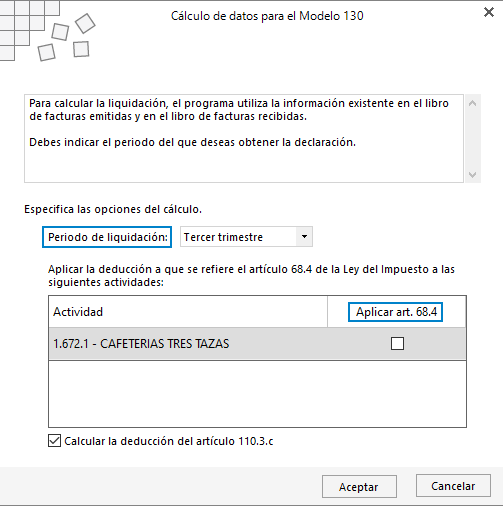 Cálculo de datos para el Modelo 130
Para calcular la liquidación, el programa utiliza la información existente en el libro
de facturas emitidas y en el libro de facturas recibidas.
Debes indicar el periodo del que deseas obtener la declaración.
Especifica las opciones del cálculo.
Periodo de liquidación: Tercer trimestre
Aplicar la deducción a que se refiere el artículo 68.4 de la Ley del Impuesto a las
siguientes actividades:
Actividad Aplicar art. 68.4
1.672.1 - CAFETERIAS TRES TAZAS
Calcular la deducción del artículo 110.3.c
Aceptar Cancelar